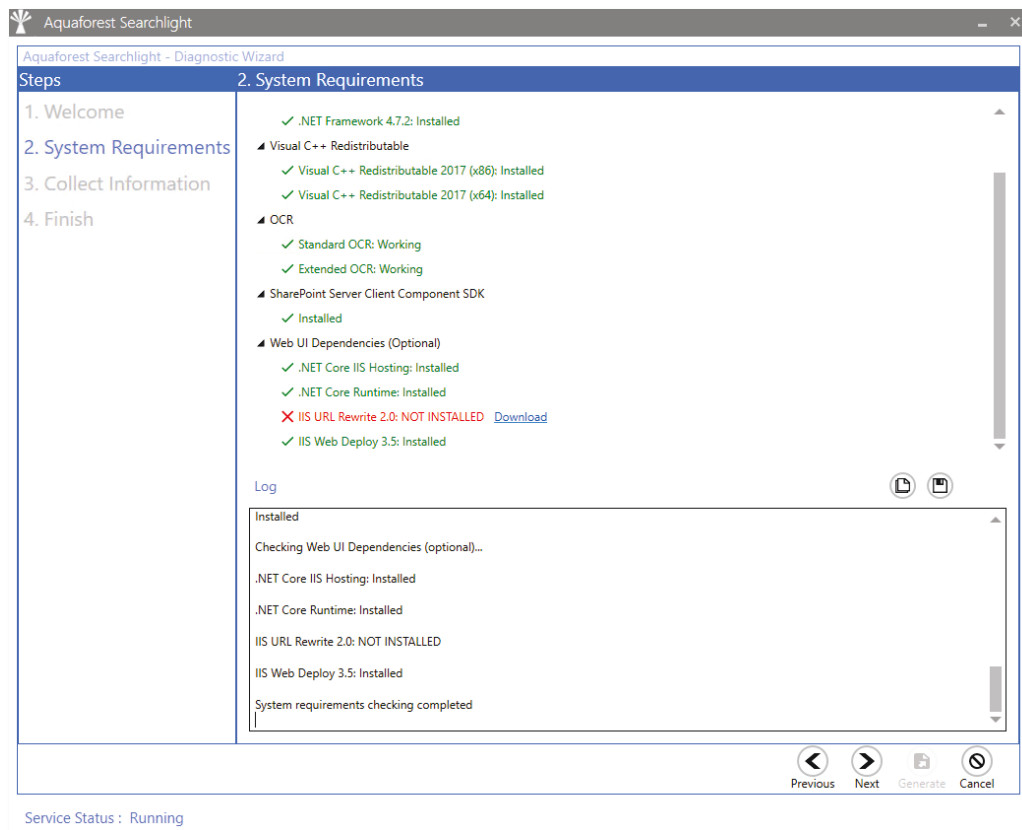 Aquaforest Searchlight
Aquaforest Searchlight - Diagnostic Wizard
Steps
1. Welcome
2. System Requirements
3. Collect Information
4. Finish
2. System Requirements
.NET Framework 4.7.2: Installed
Visual C++ Redistributable
Visual C++ Redistributable 2017 (x86): Installed
Visual C++ Redistributable 2017 (x64): Installed
OCR
Standard OCR: Working
Extended OCR: Working
SharePoint Server Client Component SDK
Installed
Web UI Dependencies (Optional)
.NET Core IIS Hosting: Installed
.NET Core Runtime: Installed
IIS URL Rewrite 2.0: NOT INSTALLED Download
IIS Web Deploy 3.5: Installed
Log
Installed
Checking Web UI Dependencies (optional)...
.NET Core IIS Hosting: Installed
.NET Core Runtime: Installed
IIS URL Rewrite 2.0: NOT INSTALLED
IIS Web Deploy 3.5: Installed
System requirements checking completed
Previous Next Generate Cancel
Service Status : Running